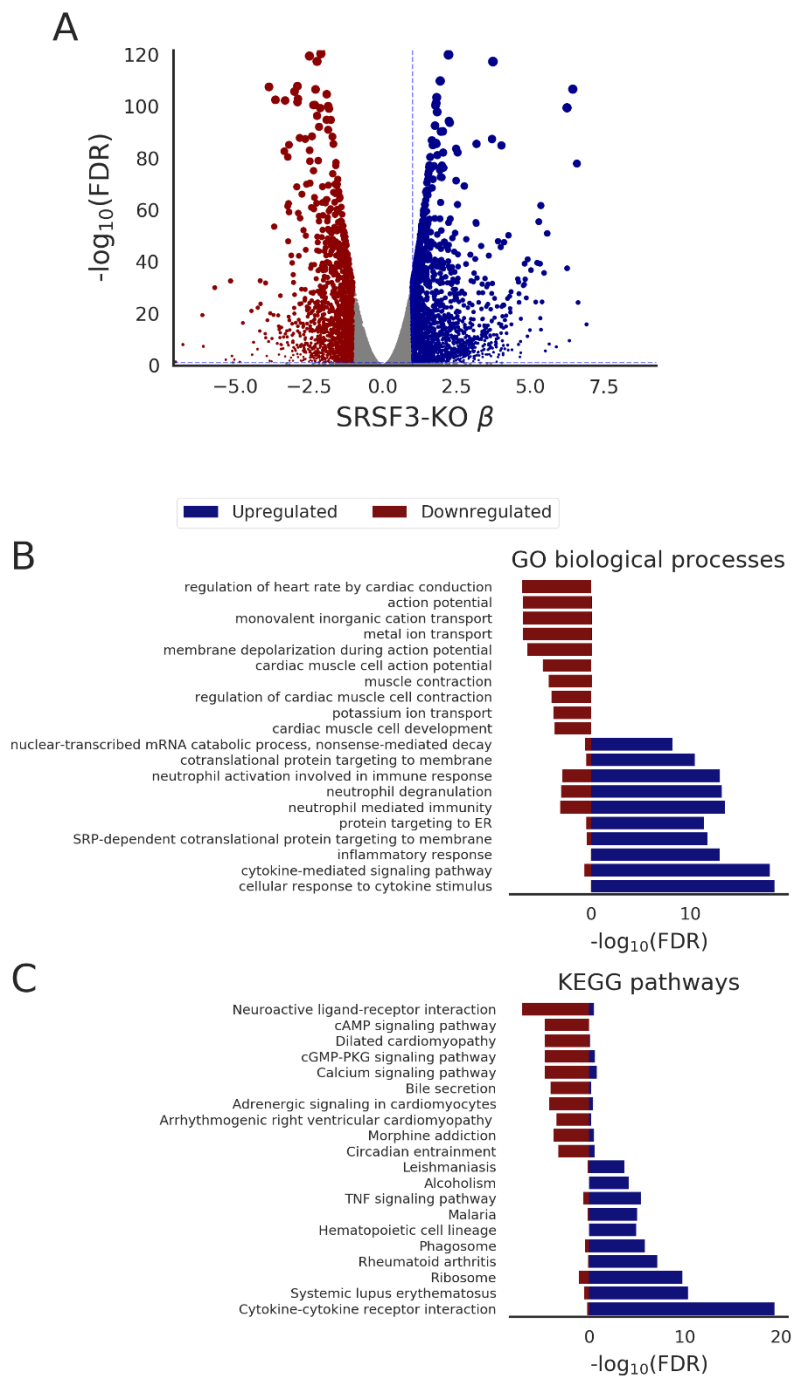 A
120
100
80
60
40
20
0
-log10(FDR)
−5.0 −2.5 0.0 2.5 5.0 7.5
SRSF3-KO β
Upregulated Downregulated
B
GO biological processes
regulation of heart rate by cardiac conduction
action potential
monovalent inorganic cation transport
metal ion transport
membrane depolarization during action potential
cardiac muscle cell action potential
muscle contraction
regulation of cardiac muscle cell contraction
potassium ion transport
cardiac muscle cell development
nuclear-transcribed mRNA catabolic process, nonsense-mediated decay
cotranslational protein targeting to membrane
neutrophil activation involved in immune response
neutrophil degranulation
neutrophil mediated immunity
protein targeting to ER
SRP-dependent cotranslational protein targeting to membrane
inflammatory response
cytokine-mediated signaling pathway
cellular response to cytokine stimulus
0 10
-log10(FDR)
C
KEGG pathways
Neuroactive ligand-receptor interaction
cAMP signaling pathway
Dilated cardiomyopathy
cGMP-PKG signaling pathway
Calcium signaling pathway
Bile secretion
Adrenergic signaling in cardiomyocytes
Arrhythmogenic right ventricular cardiomyopathy
Morphine addiction
Circadian entrainment
Leishmaniasis
Alcoholism
TNF signaling pathway
Malaria
Hematopoietic cell lineage
Phagosome
Rheumatoid arthritis
Ribosome
Systemic lupus erythematosus
Cytokine-cytokine receptor interaction
0 10 20
-log10(FDR)